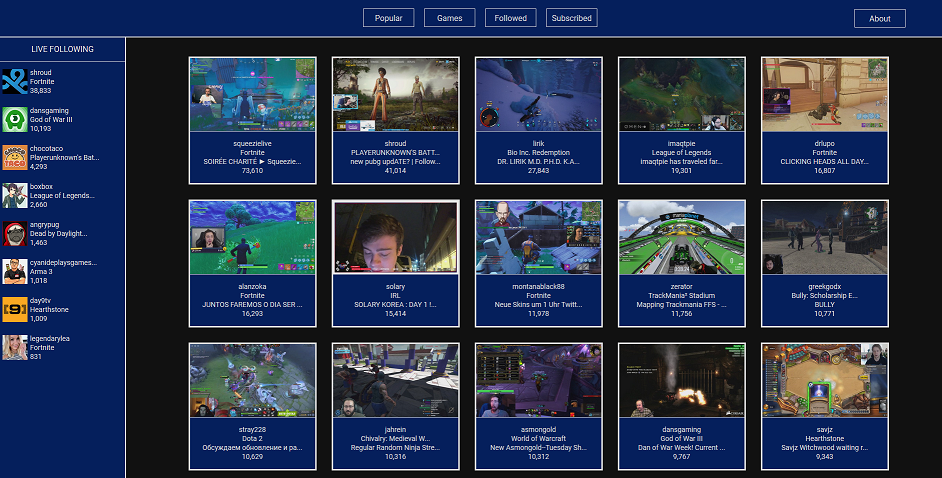 Popular
Games
Followed
Subscribed
About
LIVE FOLLOWING
shroud
Fortnite
38,833
dansgaming
God of War III
10,193
chocotaco
Playerunknown's Bat...
4,293
boxbox
League of Legends...
2,660
angrypug
Dead by Daylight...
1,463
cyanideplaysgames...
Arma 3
1,018
day9tv
Hearthstone
1,009
legendarylea
Fortnite
831
squeezielive
Fortnite
SOIRÉE CHARITÉ ► Squeezie...
73,610
shroud
PLAYERUNKNOWN'S BATT...
new pubg updATE? | Follow...
41,014
lirik
Bio Inc. Redemption
DR. LIRIK M.D. P.H.D. K.A...
27,843
imaqtpie
League of Legends
imaqtpie has traveled far...
19,301
drlupo
Fortnite
CLICKING HEADS ALL DAY...
16,807
alanzoka
Fortnite
JUNTOS FAREMOS O DIA SER ...
16,293
solary
IRL
SOLARY KOREA : DAY 1 !...
15,414
montanablack88
Fortnite
Neue Skins um 1 Uhr Twitt...
11,978
zerator
TrackMania² Stadium
Mapping Trackmania FFS - ...
11,756
greekgodx
Bully: Scholarship E...
BULLY
10,771
stray228
Dota 2
Обсуждаем обновление и ра...
10,629
jahrein
Chivalry: Medieval W...
Regular Random Ninja Stre...
10,316
asmongold
World of Warcraft
New Asmongold–Tuesday Sh...
10,312
dansgaming
God of War III
Dan of War Week! Current ...
9,767
savjz
Hearthstone
Savjz Witchwood waiting r...
9,343